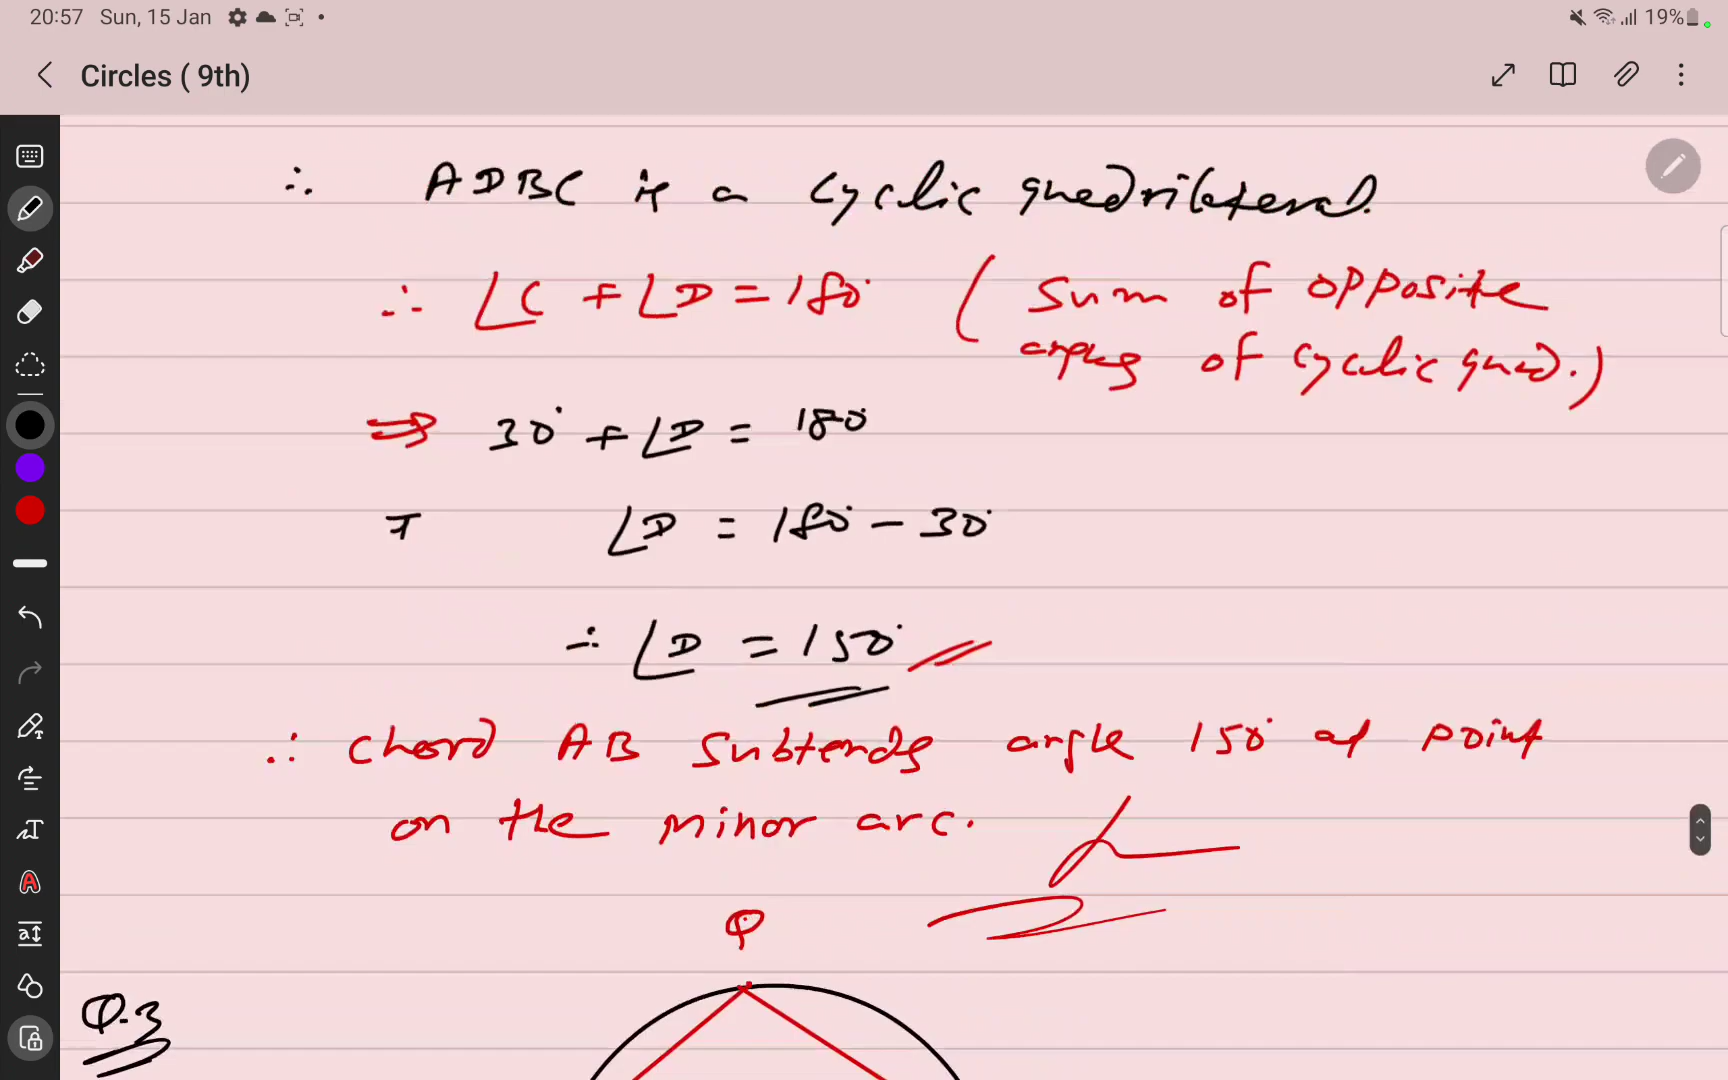 20:57 Sun, 15 Jan
19%
Circles ( 9th)
∴ ADBC is a cyclic quadrilateral.
∴ ∠C + ∠D = 180° ( Sum of opposite
angles of cyclic quad.)
⇒ 30° + ∠D = 180°
∠D = 180° - 30°
∴ ∠D = 150°
∴ chord AB subtends angle 150° at point
on the minor arc.
Q.3